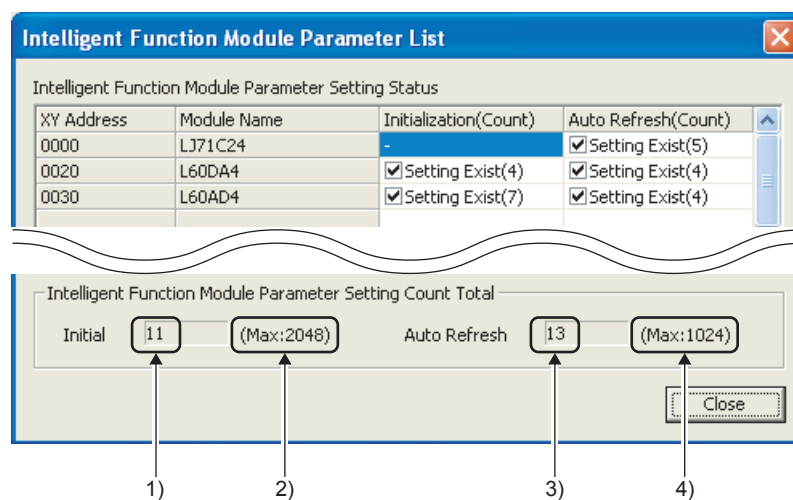 Intelligent Function Module Parameter List
Intelligent Function Module Parameter Setting Status
XY Address Module Name Initialization(Count) Auto Refresh(Count)
0000 LJ71C24 - Setting Exist(5)
0020 L60DA4 Setting Exist(4) Setting Exist(4)
0030 L60AD4 Setting Exist(7) Setting Exist(4)
Intelligent Function Module Parameter Setting Count Total
Initial 11 (Max:2048) Auto Refresh 13 (Max:1024)
Close
1) 2) 3) 4)